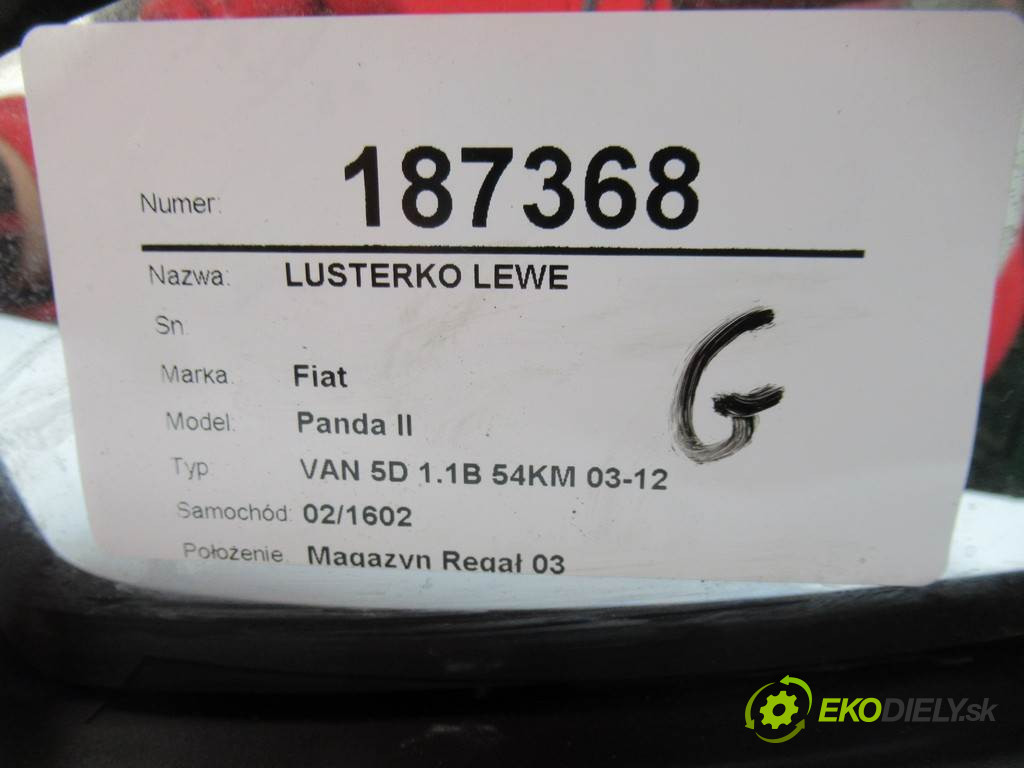 Numer: 187368
Nazwa: LUSTERKO LEWE
Sn
Marka: Fiat
Model: Panda II
Typ VAN 5D 1.1B 54KM 03-12
Samochód: 02/1602
Położenie Magazyn Regał 03
G
EKODIELY.sk